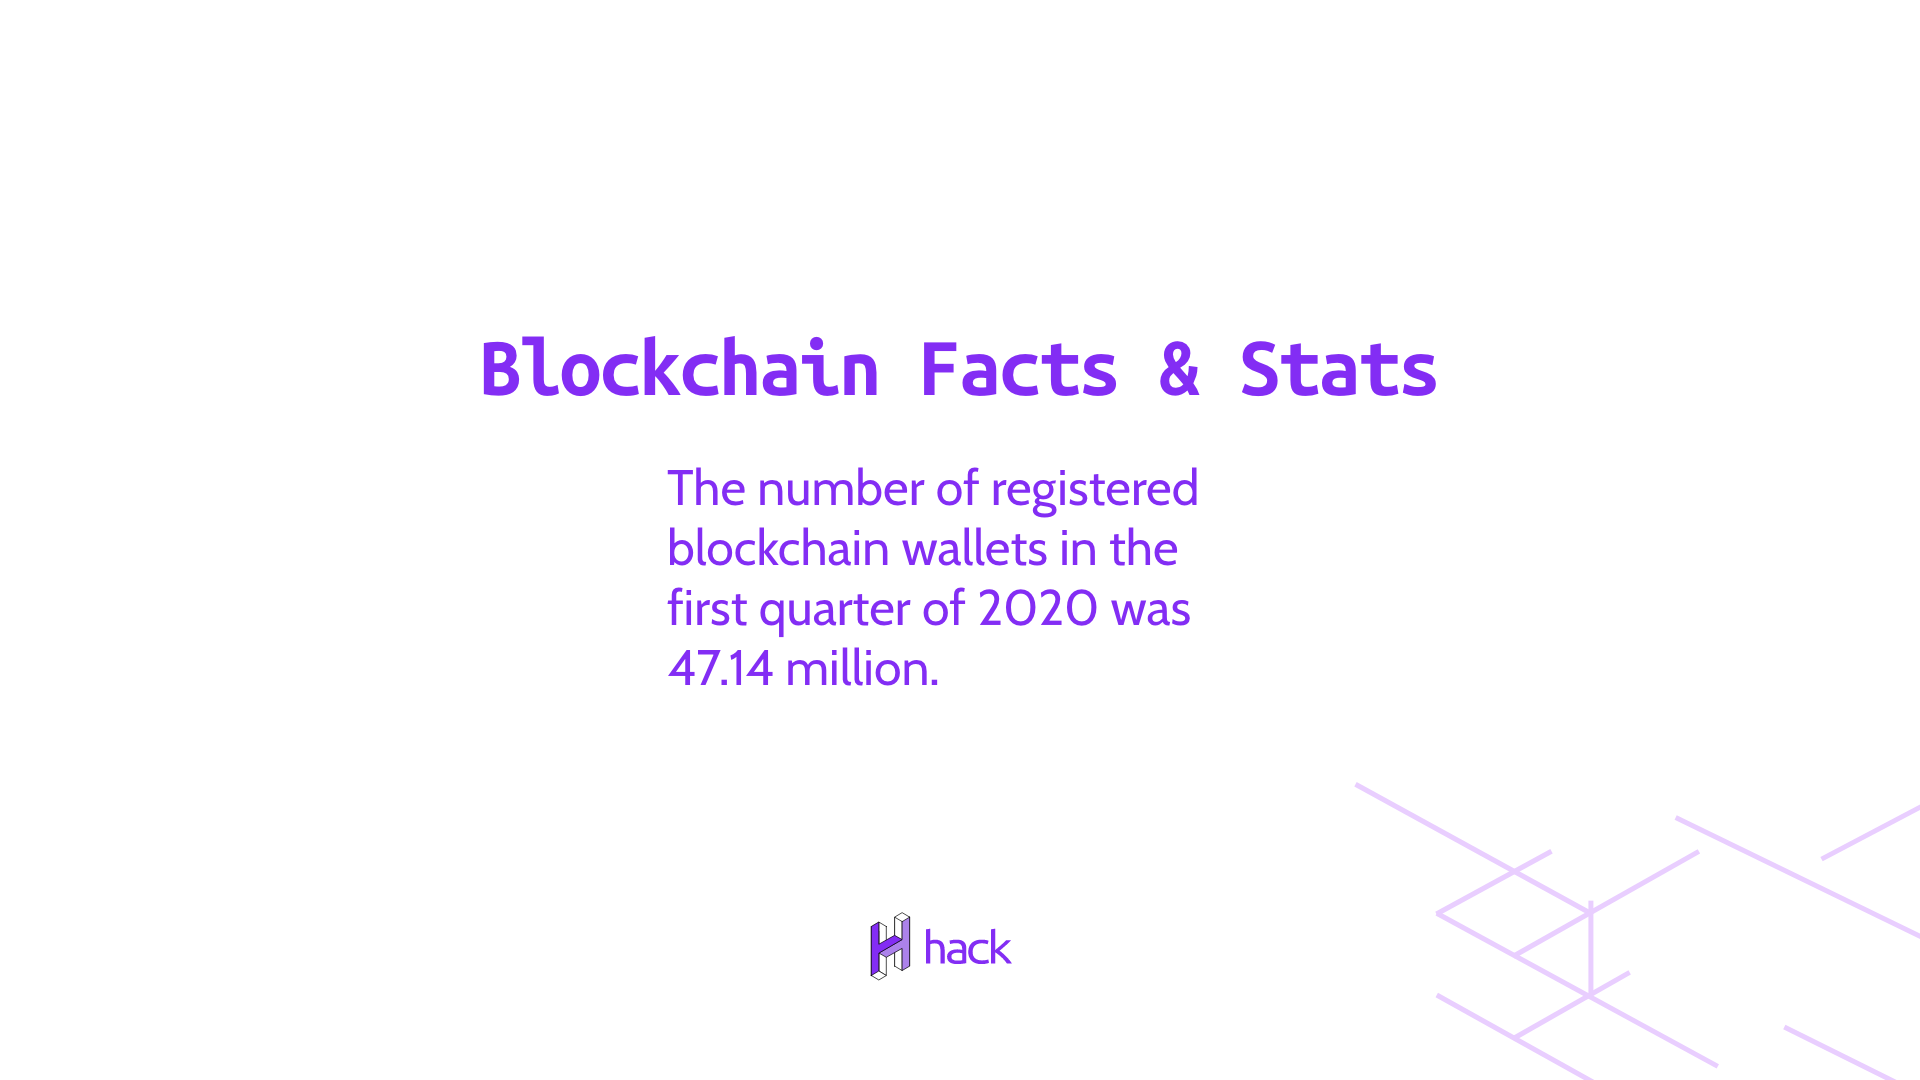 Blockchain Facts & Stats
The number of registered
blockchain wallets in the
first quarter of 2020 was
47.14 million.
hack